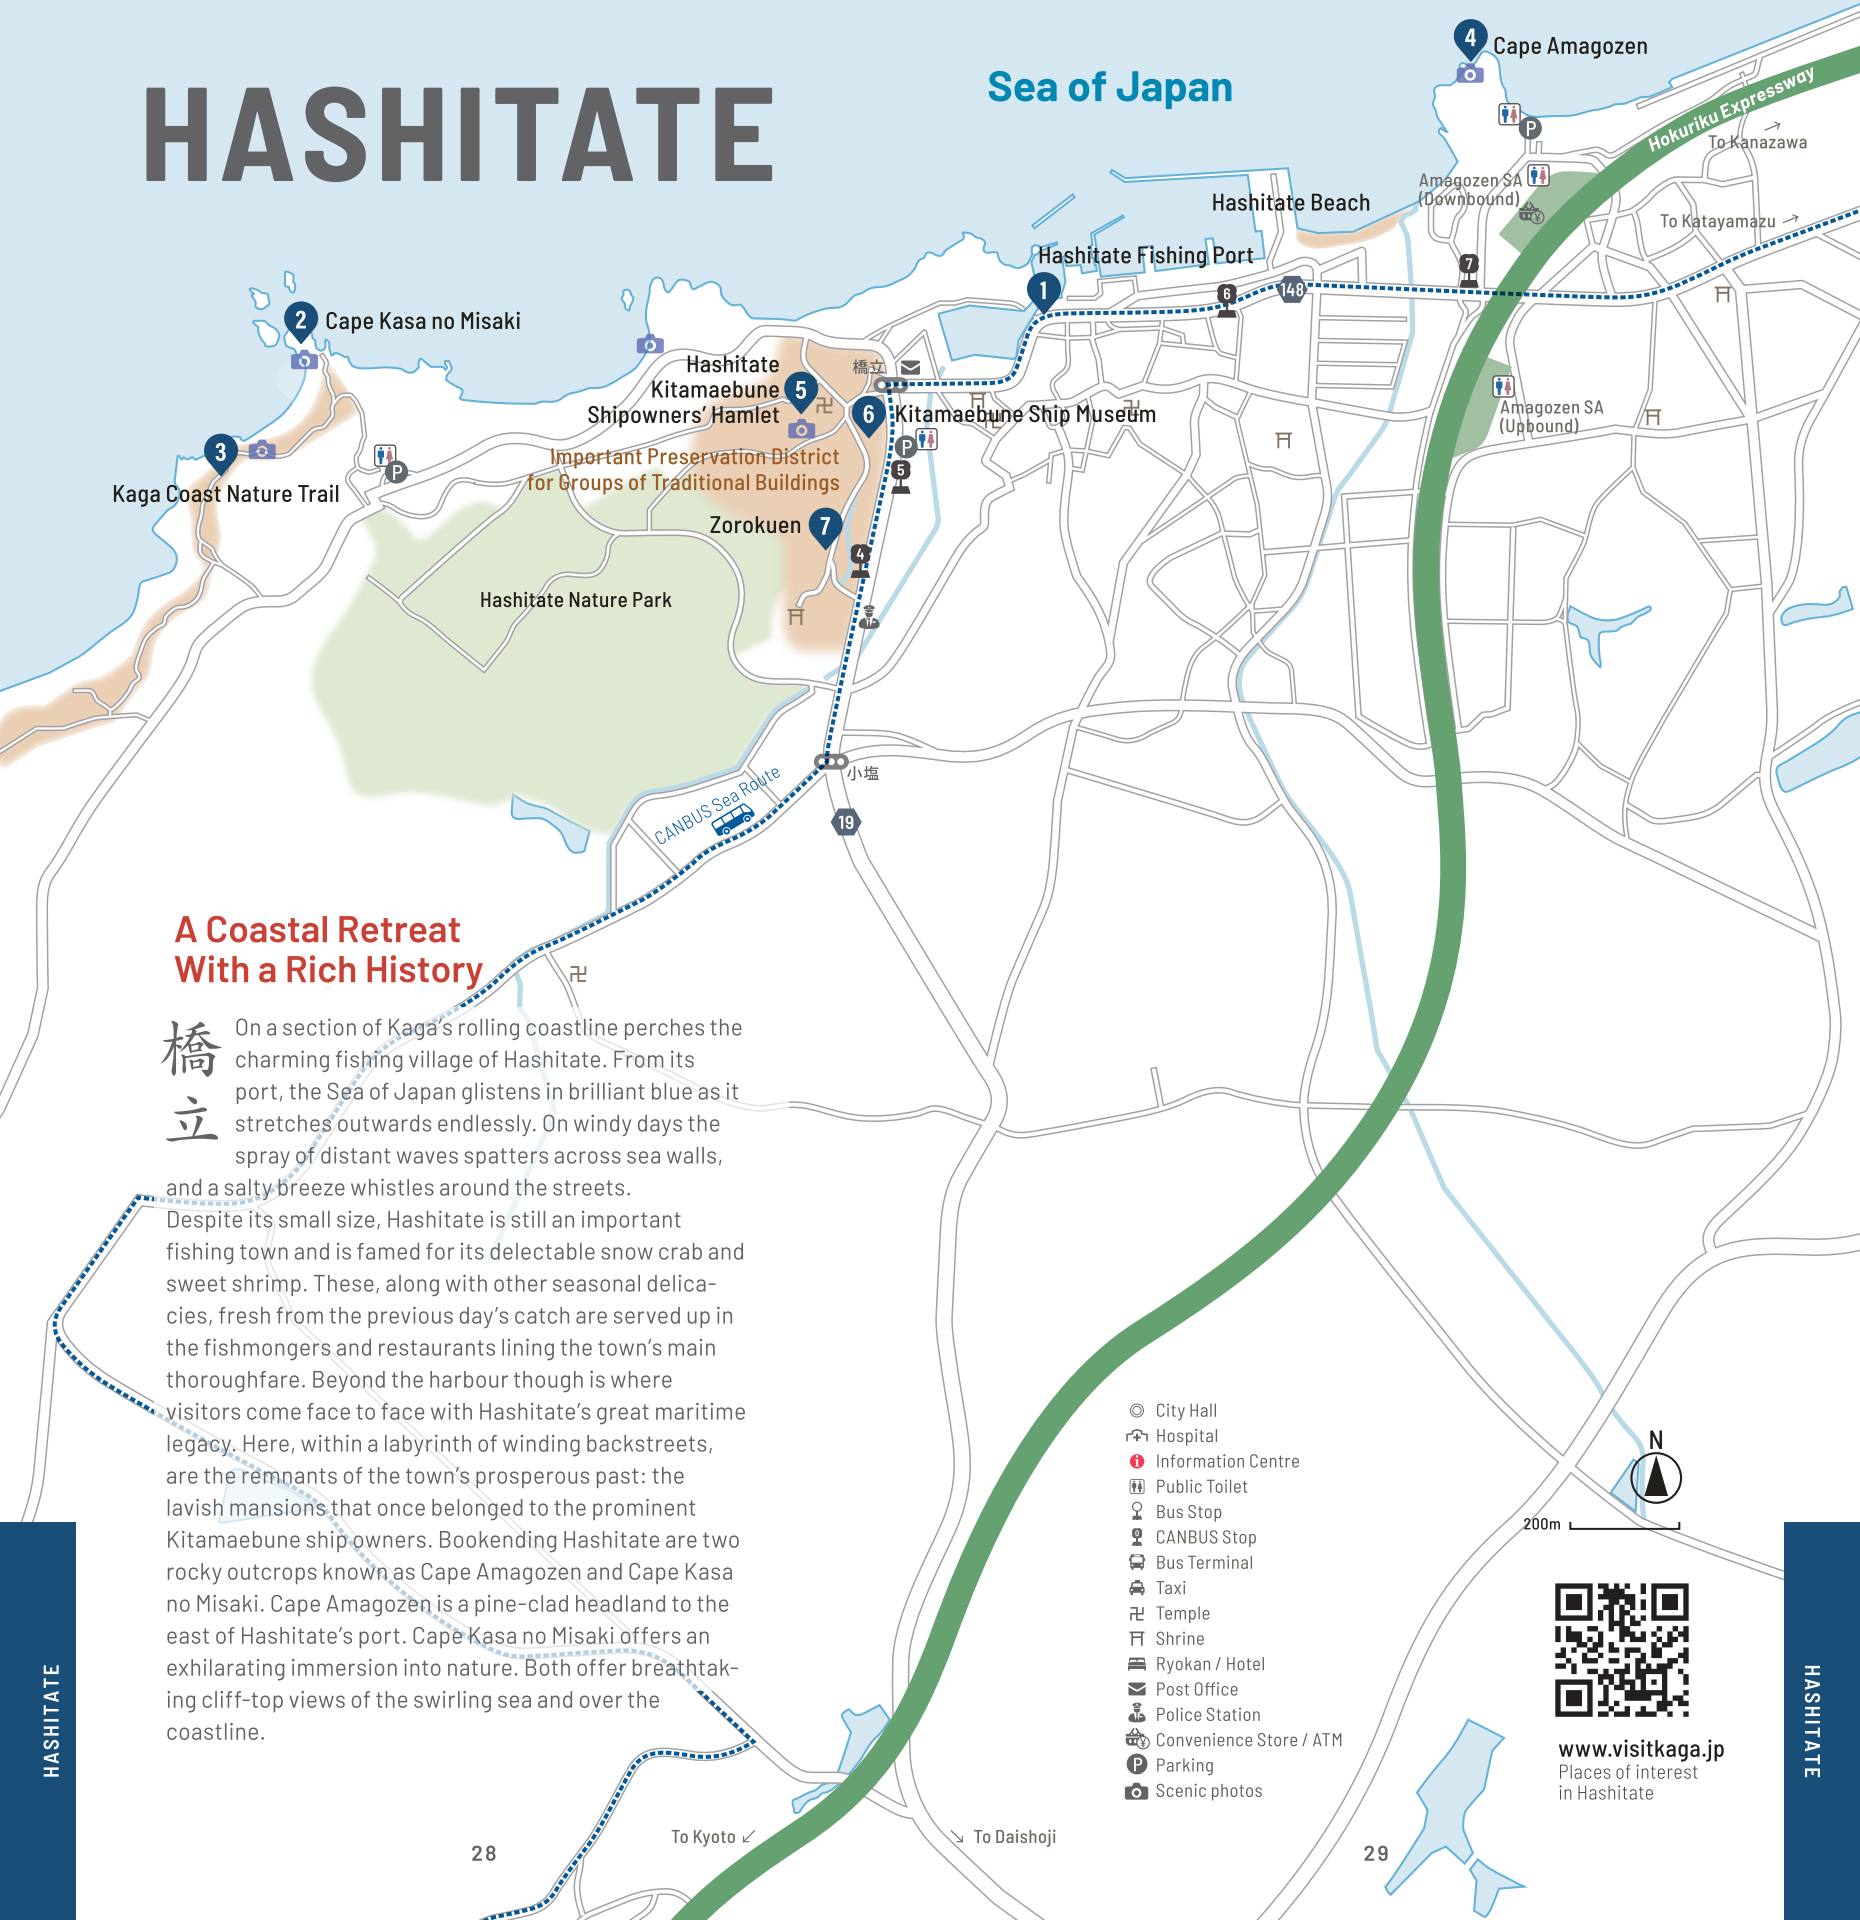 HASHITATE
Sea of Japan
4
Cape Amagozen
Hokuriku Expressway
To Kanazawa
P
Amagozen SA
(Downbound)
To Katayamazu
Hashitate Beach
Hashitate Fishing Port
1
6
148
7
2
Cape Kasa no Misaki
Hashitate
Kitamaebune
Shipowners' Hamlet
5
橋立
6
Kitamaebune Ship Museum
P
5
Amagozen SA
(Upbound)
3
Kaga Coast Nature Trail
P
Important Preservation District
for Groups of Traditional Buildings
Zorokuen
7
4
Hashitate Nature Park
小塩
CANBUS Sea Route
19
A Coastal Retreat
With a Rich History
橋立
On a section of Kaga's rolling coastline perches the
charming fishing village of Hashitate. From its
port, the Sea of Japan glistens in brilliant blue as it
stretches outwards endlessly. On windy days the
spray of distant waves spatters across sea walls,
and a salty breeze whistles around the streets.
Despite its small size, Hashitate is still an important
fishing town and is famed for its delectable snow crab and
sweet shrimp. These, along with other seasonal delica-
cies, fresh from the previous day's catch are served up in
the fishmongers and restaurants lining the town's main
thoroughfare. Beyond the harbour though is where
visitors come face to face with Hashitate's great maritime
legacy. Here, within a labyrinth of winding backstreets,
are the remnants of the town's prosperous past: the
lavish mansions that once belonged to the prominent
Kitamaebune ship owners. Bookending Hashitate are two
rocky outcrops known as Cape Amagozen and Cape Kasa
no Misaki. Cape Amagozen is a pine-clad headland to the
east of Hashitate's port. Cape Kasa no Misaki offers an
exhilarating immersion into nature. Both offer breathtak-
ing cliff-top views of the swirling sea and over the
coastline.
City Hall
Hospital
Information Centre
Public Toilet
Bus Stop
CANBUS Stop
Bus Terminal
Taxi
Temple
Shrine
Ryokan / Hotel
Post Office
Police Station
Convenience Store / ATM
P Parking
Scenic photos
N
200m
www.visitkaga.jp
Places of interest
in Hashitate
To Kyoto
To Daishoji
28
29
HASHITATE
HASHITATE